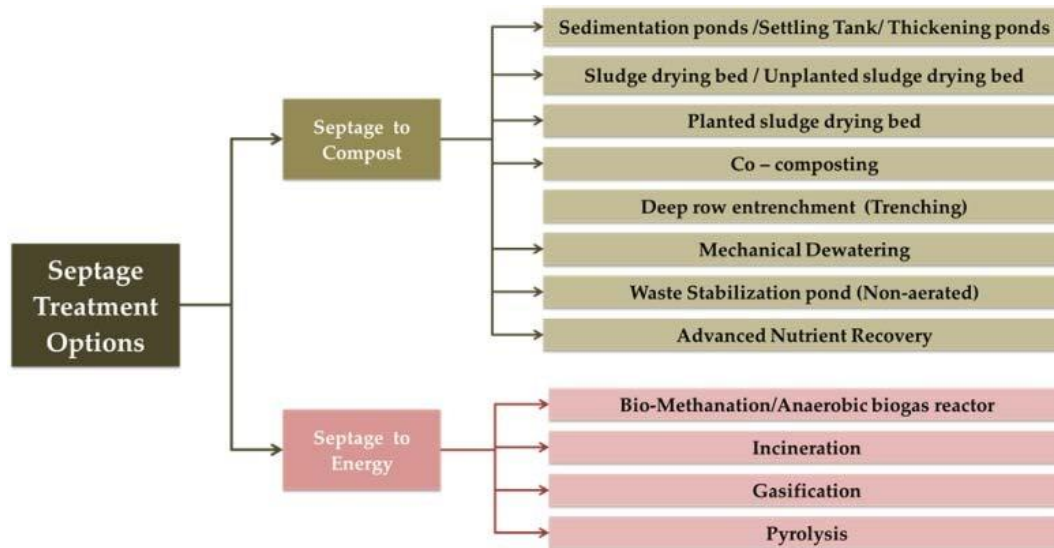 Septage
Treatment
Options
Septage to
Compost
Sedimentation ponds /Settling Tank/ Thickening ponds
Sludge drying bed / Unplanted sludge drying bed
Planted sludge drying bed
Co – composting
Deep row entrenchment (Trenching)
Mechanical Dewatering
Waste Stabilization pond (Non-aerated)
Advanced Nutrient Recovery
Septage to
Energy
Bio-Methanation/Anaerobic biogas reactor
Incineration
Gasification
Pyrolysis